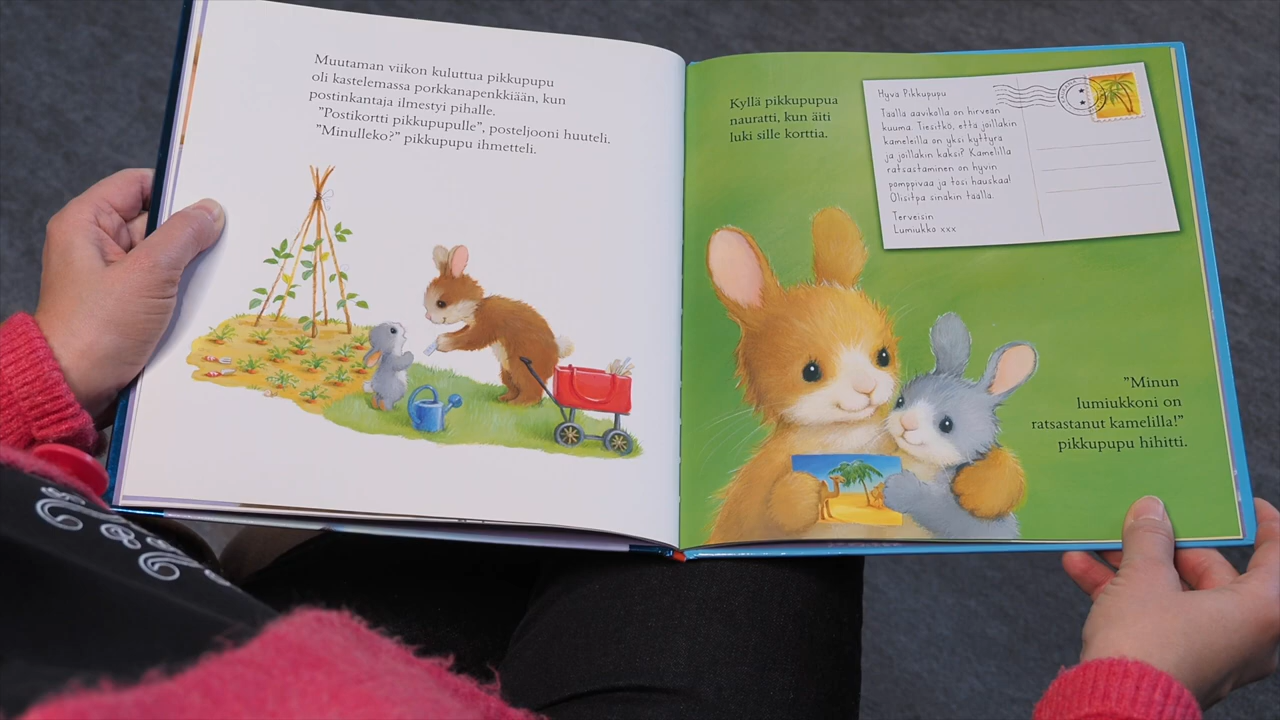 Muutaman viikon kuluttua pikkupupu
oli kastelemassa porkkanapenkkiään, kun
postinkantaja ilmestyi pihalle.
”Postikortti pikkupupulle”, posteljooni huuteli.
”Minulleko?” pikkupupu ihmetteli.
Kyllä pikkupupua
nauratti, kun äiti
luki sille korttia.
Hyvä Pikkupupu
Täällä aavikolla on hirveän
kuuma. Tiesitkö, että joillakin
kameleilla on yksi kyttyrä
ja joillakin kaksi? Kamelilla
ratsastaminen on hyvin
pomppivaa ja tosi hauskaa!
Olisitpa sinäkin täällä.
Terveisin
Lumiukko xxx
”Minun
lumiukkoni on
ratsastanut kamelilla!”
pikkupupu hihitti.